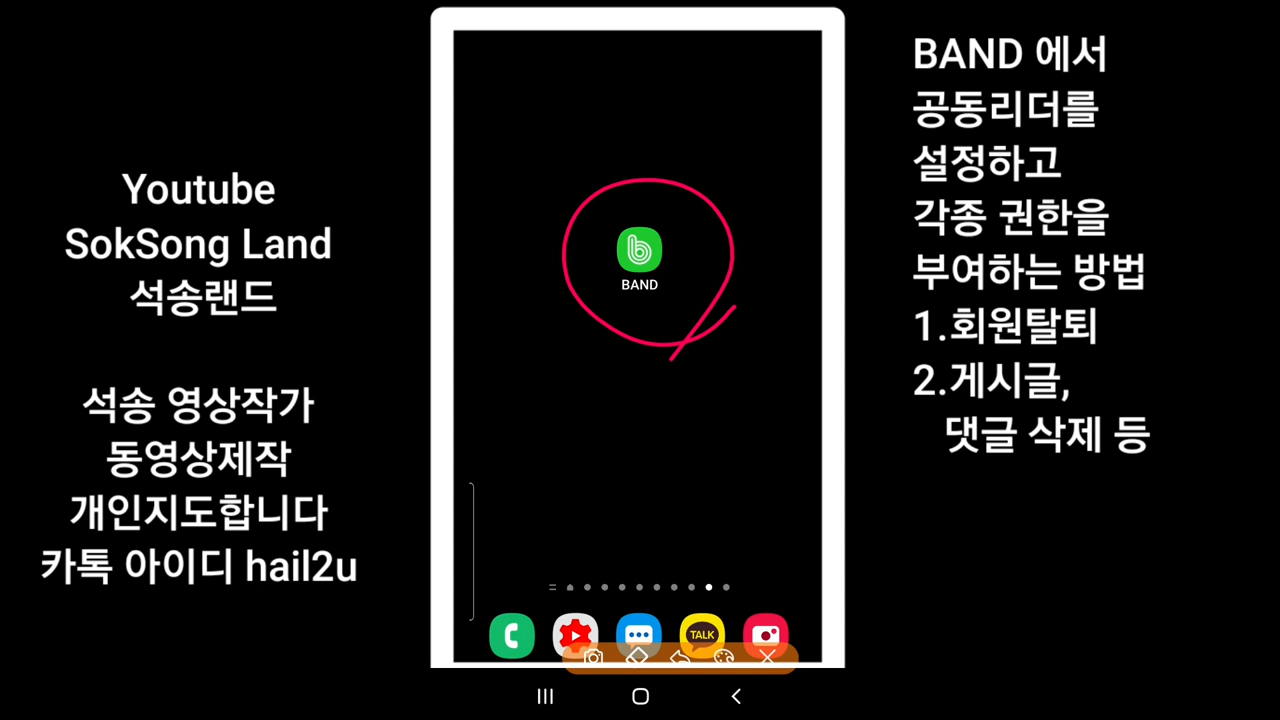 Youtube
SokSong Land
석송랜드
석송 영상작가
동영상제작
개인지도합니다
카톡 아이디 hail2u
BAND
TALK
BAND 에서
공동리더를
설정하고
각종 권한을
부여하는 방법
1.회원탈퇴
2.게시글,
댓글 삭제 등